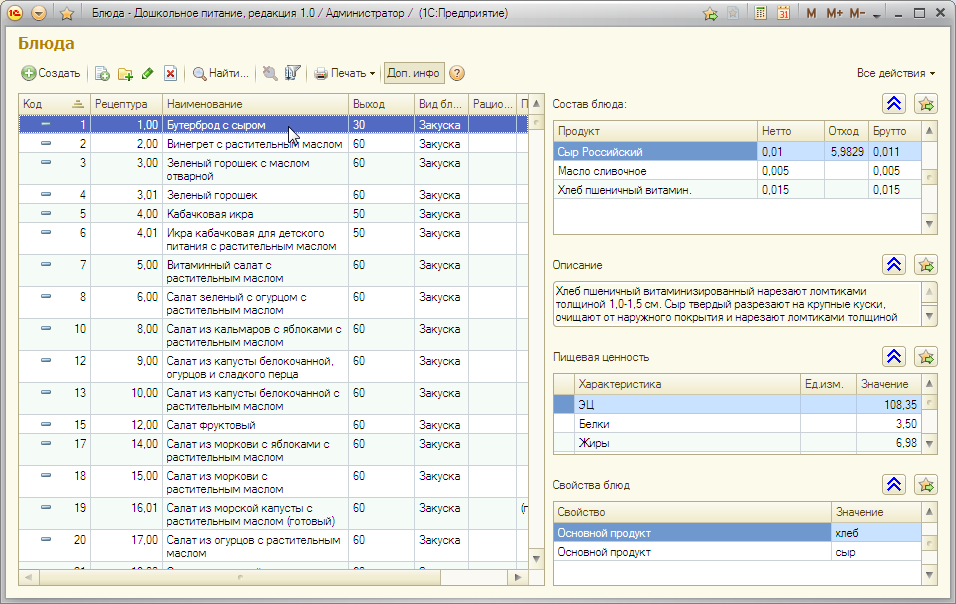 Блюда - Дошкольное питание, редакция 1.0 / Администратор / (1С:Предприятие)
M M+ M-
Блюда
Создать Найти... Печать Доп. инфо Все действия
Код Рецептура Наименование Выход Вид бл... Рацио... П
1 1,00 Бутерброд с сыром 30 Закуска
2 2,00 Винегрет с растительным маслом 60 Закуска
3 3,00 Зеленый горошек с маслом 60 Закуска
отварной
4 3,01 Зеленый горошек 60 Закуска
5 4,00 Кабачковая икра 50 Закуска
6 4,01 Икра кабачковая для детского 50 Закуска
питания с растительным маслом
7 5,00 Витаминный салат с 60 Закуска
растительным маслом
8 6,00 Салат зеленый с огурцом с 60 Закуска
растительным маслом
10 8,00 Салат из кальмаров с яблоками с 60 Закуска
растительным маслом
12 9,00 Салат из капусты белокочанной, 60 Закуска
огурцов и сладкого перца
13 10,00 Салат из капусты белокочанной с 60 Закуска
растительным маслом
15 12,00 Салат фруктовый 60 Закуска
17 14,00 Салат из моркови с яблоками с 60 Закуска
растительным маслом
18 15,00 Салат из моркови с 60 Закуска
растительным маслом
19 16,01 Салат из морской капусты с 60 Закуска (г
растительным маслом (готовый)
20 17,00 Салат из огурцов с растительным 60 Закуска
маслом
Состав блюда:
Продукт Нетто Отход Брутто
Сыр Российский 0,01 5,9829 0,011
Масло сливочное 0,005 0,005
Хлеб пшеничный витамин. 0,015 0,015
Описание
Хлеб пшеничный витаминизированный нарезают ломтиками
толщиной 1,0-1,5 см. Сыр твердый разрезают на крупные куски,
очищают от наружного покрытия и нарезают ломтиками толщиной
Пищевая ценность
Характеристика Ед.изм. Значение
ЭЦ 108,35
Белки 3,50
Жиры 6,98
Свойства блюд
Свойство Значение
Основной продукт хлеб
Основной продукт сыр